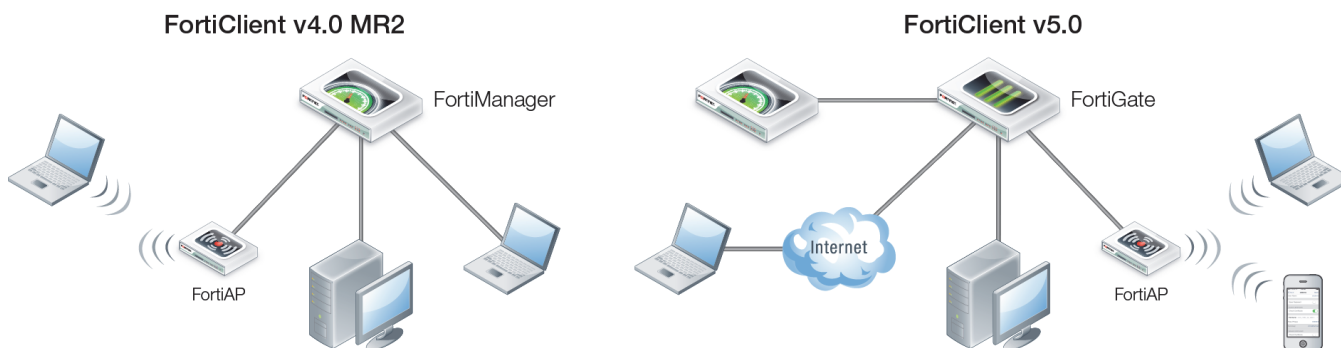 FortiClient v4.0 MR2
FortiClient v5.0
FortiManager
FortiGate
Internet
FortiAP
FortiAP